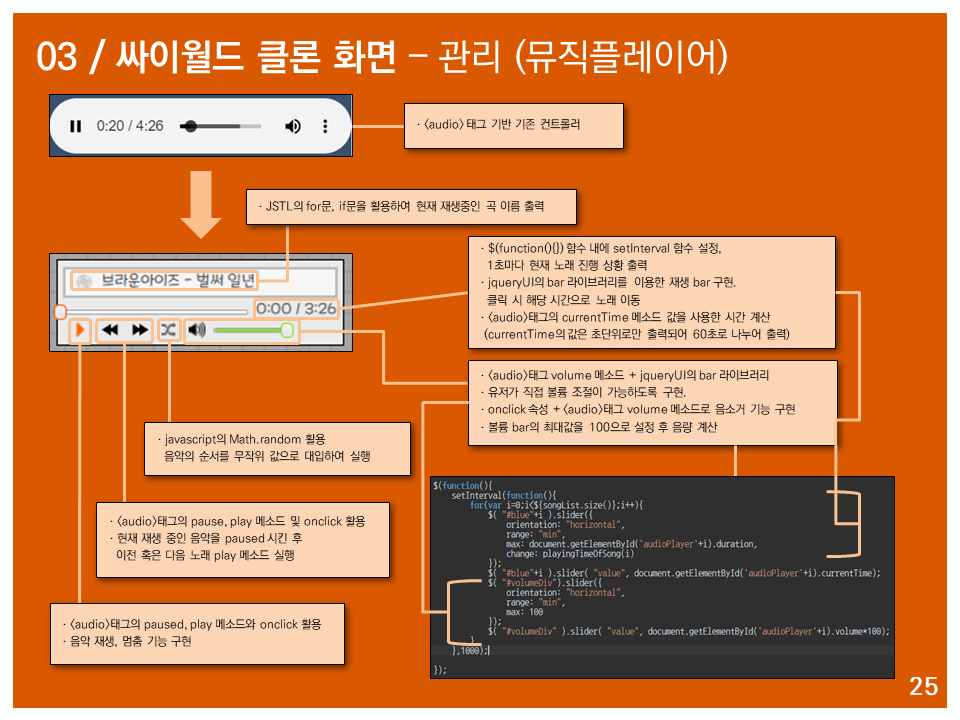 03 / 싸이월드 클론 화면 – 관리 (뮤직플레이어)
0:20 / 4:26
· 〈audio〉태그 기반 기존 컨트롤러
· JSTL의 for문, if문을 활용하여 현재 재생중인 곡 이름 출력
브라운아이즈 - 벌써 일년
0:00 / 3:26
· $(function(){}) 함수 내에 setInterval 함수 설정,
1초마다 현재 노래 진행 상황 출력
· jqueryUI의 bar 라이브러리를 이용한 재생 bar 구현.
클릭 시 해당 시간으로 노래 이동
· 〈audio〉태그의 currentTime 메소드 값을 사용한 시간 계산
(currentTime의 값은 초단위로만 출력되어 60초로 나누어 출력)
· 〈audio〉태그 volume 메소드 + jqueryUI의 bar 라이브러리
· 유저가 직접 볼륨 조절이 가능하도록 구현.
· onclick 속성 + 〈audio〉태그 volume 메소드로 음소거 기능 구현
· 볼륨 bar의 최대값을 100으로 설정 후 음량 계산
· javascript의 Math.random 활용
음악의 순서를 무작위 값으로 대입하여 실행
· 〈audio〉태그의 pause, play 메소드 및 onclick 활용
· 현재 재생 중인 음악을 paused 시킨 후
이전 혹은 다음 노래 play 메소드 실행
· 〈audio〉태그의 paused, play 메소드와 onclick 활용
· 음악 재생, 멈춤 기능 구현
$(function(){
setInterval(function(){
for(var i=0;i<${songList.size()};i++){
$( "#blue"+i ).slider({
orientation: "horizontal",
range: "min",
max: document.getElementById('audioPlayer'+i).duration,
change: playingTimeOfSong(i)
});
$( "#blue"+i ).slider( "value", document.getElementById('audioPlayer'+i).currentTime);
$( "#volumeDiv").slider({
orientation: "horizontal",
range: "min",
max: 100
});
$( "#volumeDiv" ).slider( "value", document.getElementById('audioPlayer'+i).volume*100);
}
},1000);
});
25